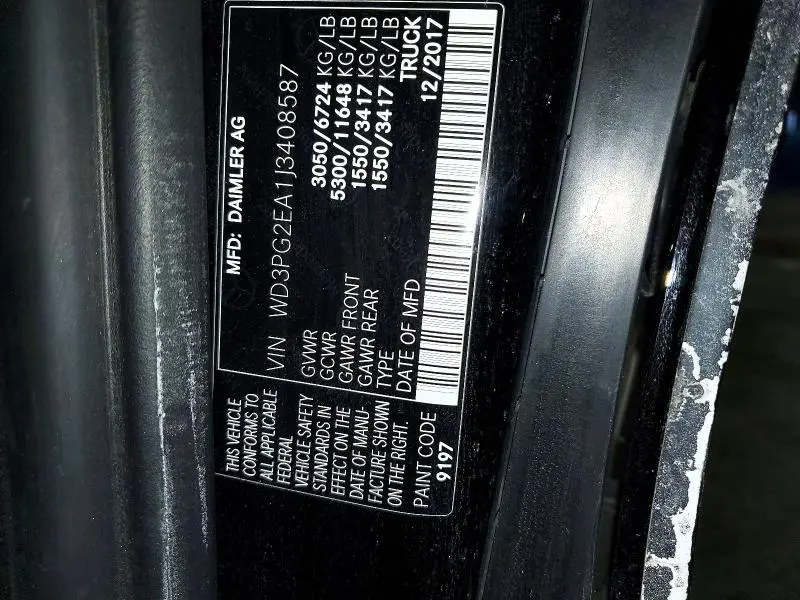 MFD: DAIMLER AG
VIN WD3PG2EA1J3408587
GVWR 3050/6724 KG/LB
GCWR 5300/11648 KG/LB
GAWR FRONT 1550/3417 KG/LB
GAWR REAR 1550/3417 KG/LB
TYPE TRUCK
DATE OF MFD 12/2017
THIS VEHICLE
CONFORMS TO
ALL APPLICABLE
FEDERAL
VEHICLE SAFETY
STANDARDS IN
EFFECT ON THE
DATE OF MANU-
FACTURE SHOWN
ON THE RIGHT.
PAINT CODE
9197